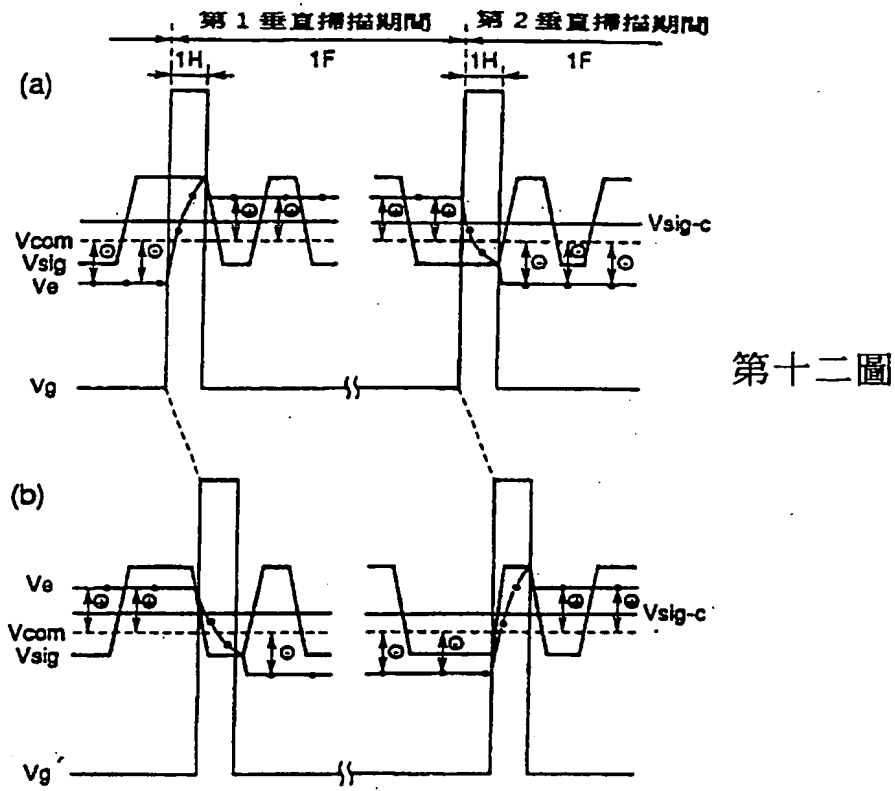 第1垂直掃描期間 第2垂直掃描期間
1H 1F 1H 1F
(a)
Vsig-c
Vcom
Vsig
Ve
Vg
第十二圖
(b)
Ve
Vsig-c
Vcom
Vsig
Vg´